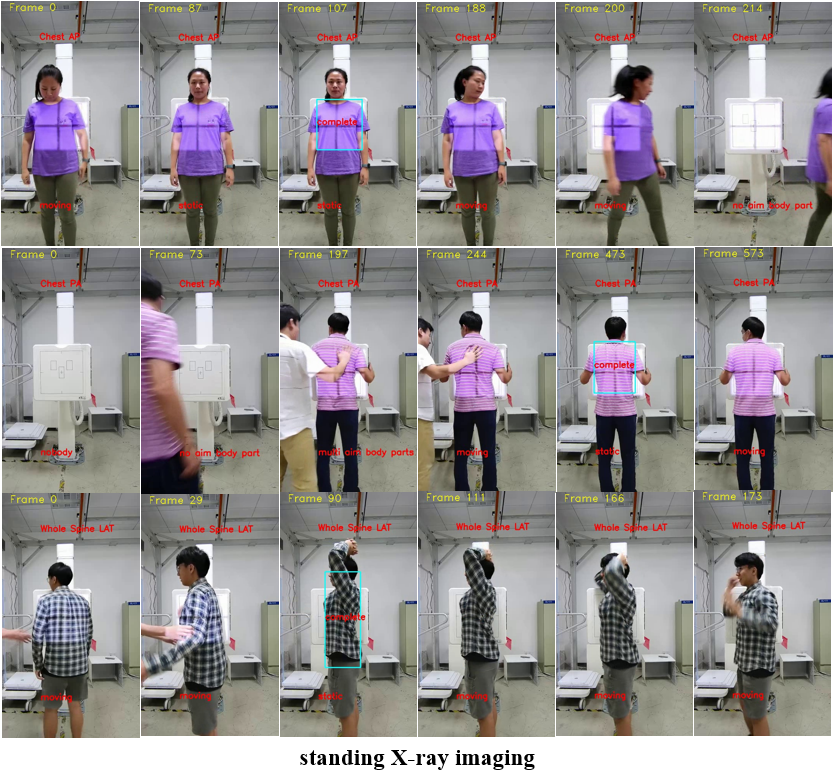 Frame 0
Chest AP
moving
Frame 87
Chest AP
static
Frame 107
Chest AP
complete
static
Frame 188
Chest AP
moving
Frame 200
Chest AP
moving
Frame 214
Chest AP
no aim body part
Frame 0
Chest PA
nobody
Frame 73
Chest PA
no aim body part
Frame 197
Chest PA
multi aim body parts
Frame 244
Chest PA
moving
Frame 473
Chest PA
complete
static
Frame 573
Chest PA
moving
Frame 0
Whole Spine LAT
moving
Frame 29
Whole Spine LAT
moving
Frame 90
Whole Spine LAT
complete
static
Frame 111
Whole Spine LAT
moving
Frame 166
Whole Spine LAT
moving
Frame 173
Whole Spine LAT
moving
standing X-ray imaging